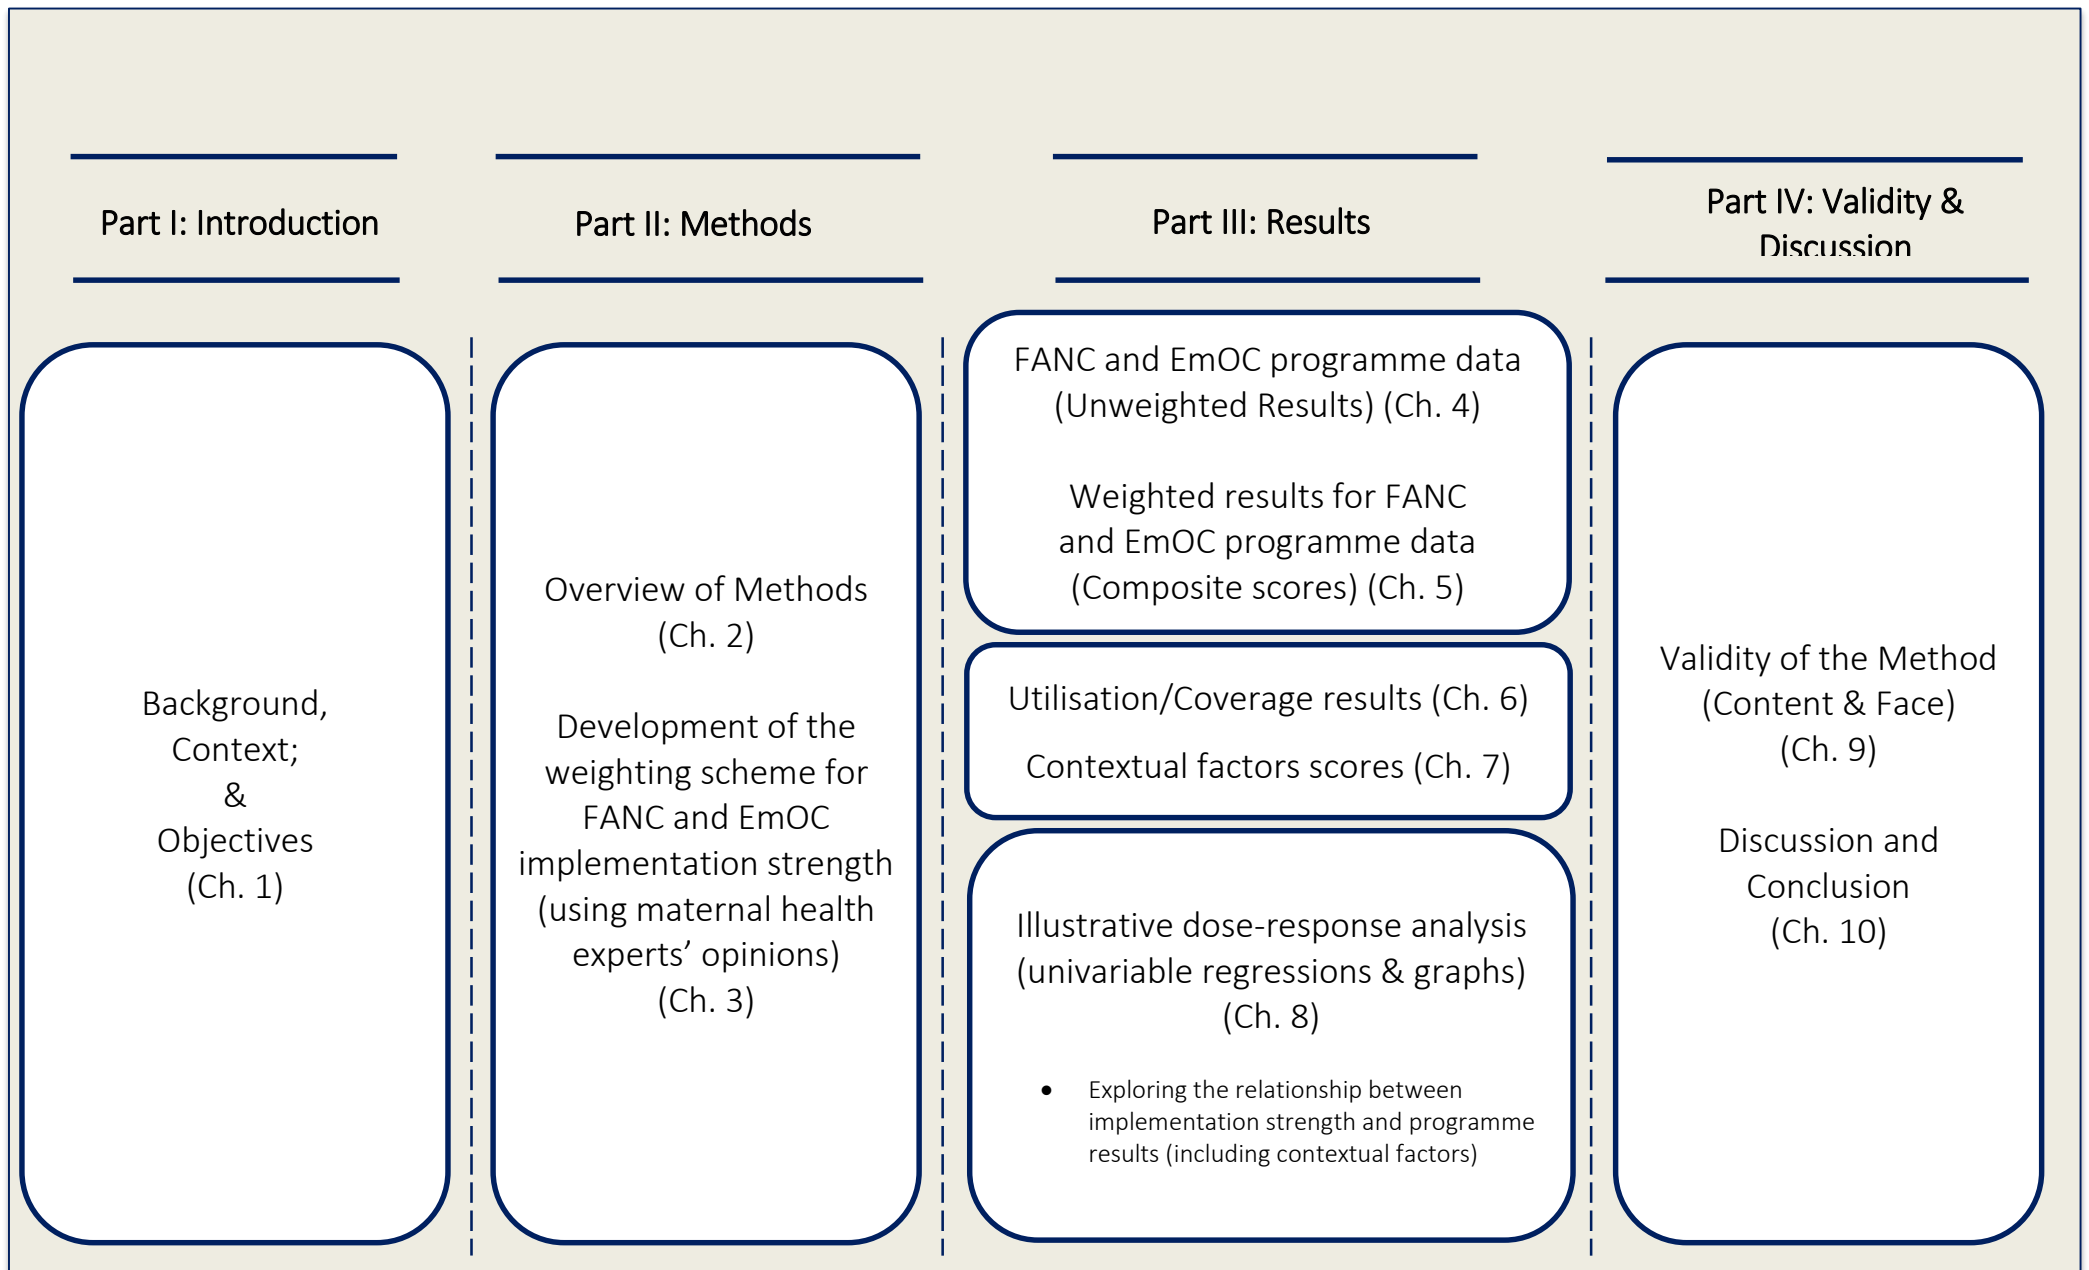 Part I: Introduction
Part II: Methods
Part III: Results
Part IV: Validity &
Discussion
Background,
Context;
&
Objectives
(Ch. 1)
Overview of Methods
(Ch. 2)
Development of the
weighting scheme for
FANC and EmOC
implementation strength
(using maternal health
experts’ opinions)
(Ch. 3)
FANC and EmOC programme data
(Unweighted Results) (Ch. 4)
Weighted results for FANC
and EmOC programme data
(Composite scores) (Ch. 5)
Utilisation/Coverage results (Ch. 6)
Contextual factors scores (Ch. 7)
Illustrative dose-response analysis
(univariable regressions & graphs)
(Ch. 8)
• Exploring the relationship between
implementation strength and programme
results (including contextual factors)
Validity of the Method
(Content & Face)
(Ch. 9)
Discussion and
Conclusion
(Ch. 10)